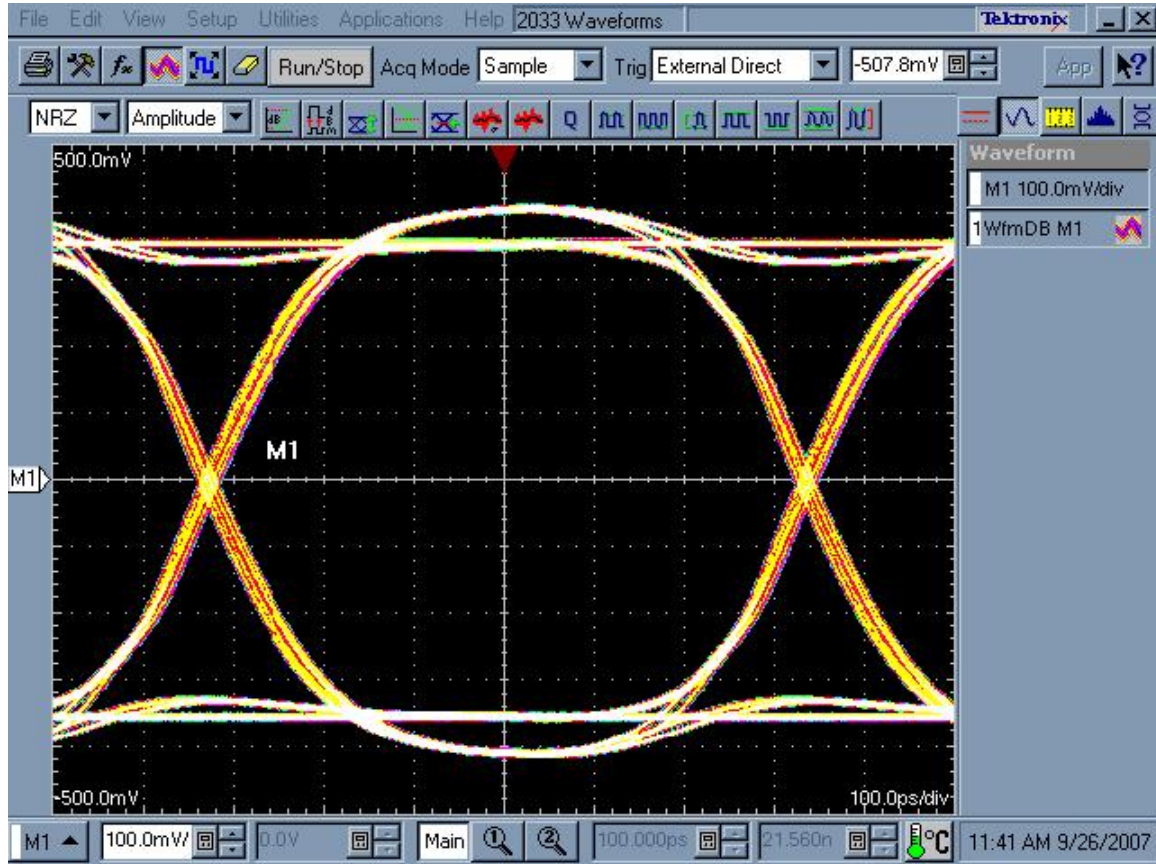 File Edit View Setup Utilities Applications Help 2033 Waveforms Tektronix
Run/Stop Acq Mode Sample Trig External Direct -507.8mV App
NRZ Amplitude
500.0mV
Waveform
M1 100.0mV/div
1WfmDB M1
M1
M1
-500.0mV
100.0ps/div
M1 100.0mV/ 0.0V Main 1 2 100.000ps 21.560n °C 11:41 AM 9/26/2007